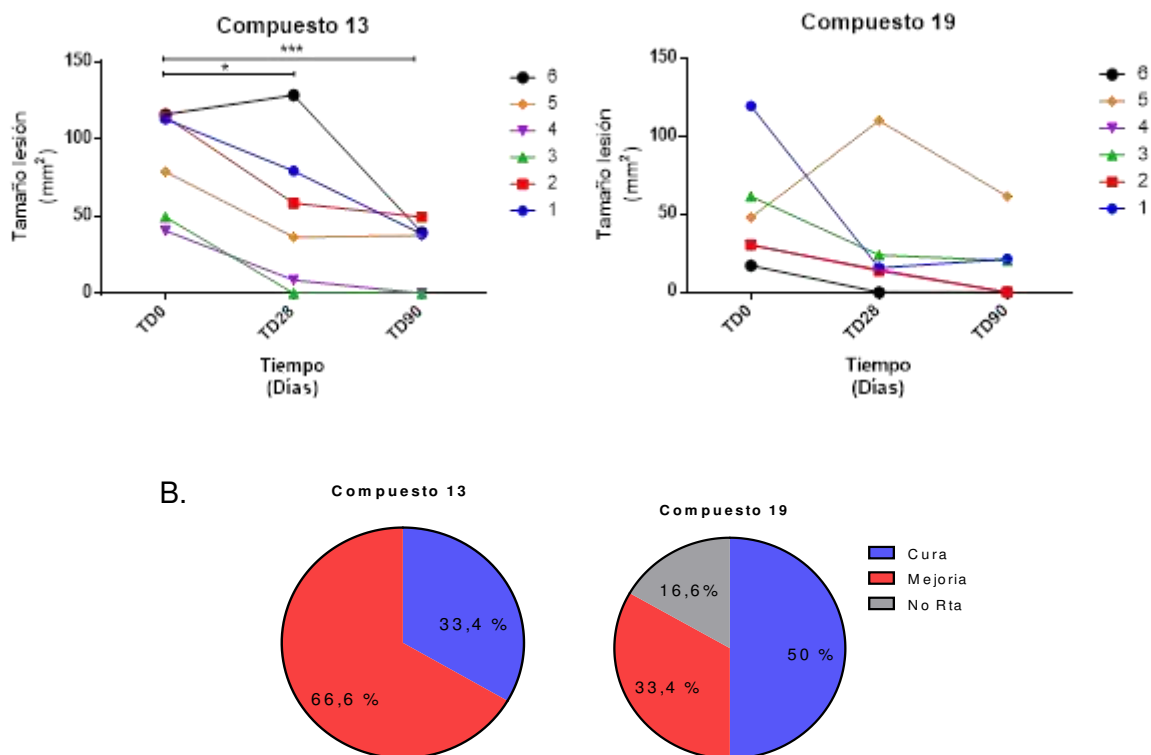 Compuesto 13
***
*
150
100
50
0
Tamaño lesión
(mm²)
TD0
TD28
TD90
Tiempo
(Días)
6
5
4
3
2
1
Compuesto 19
150
100
50
0
Tamaño lesión
(mm²)
TD0
TD28
TD90
Tiempo
(Días)
6
5
4
3
2
1
B.
Compuesto 13
33,4 %
66,6 %
Compuesto 19
16,6%
50 %
33,4 %
Cura
Mejoria
No Rta